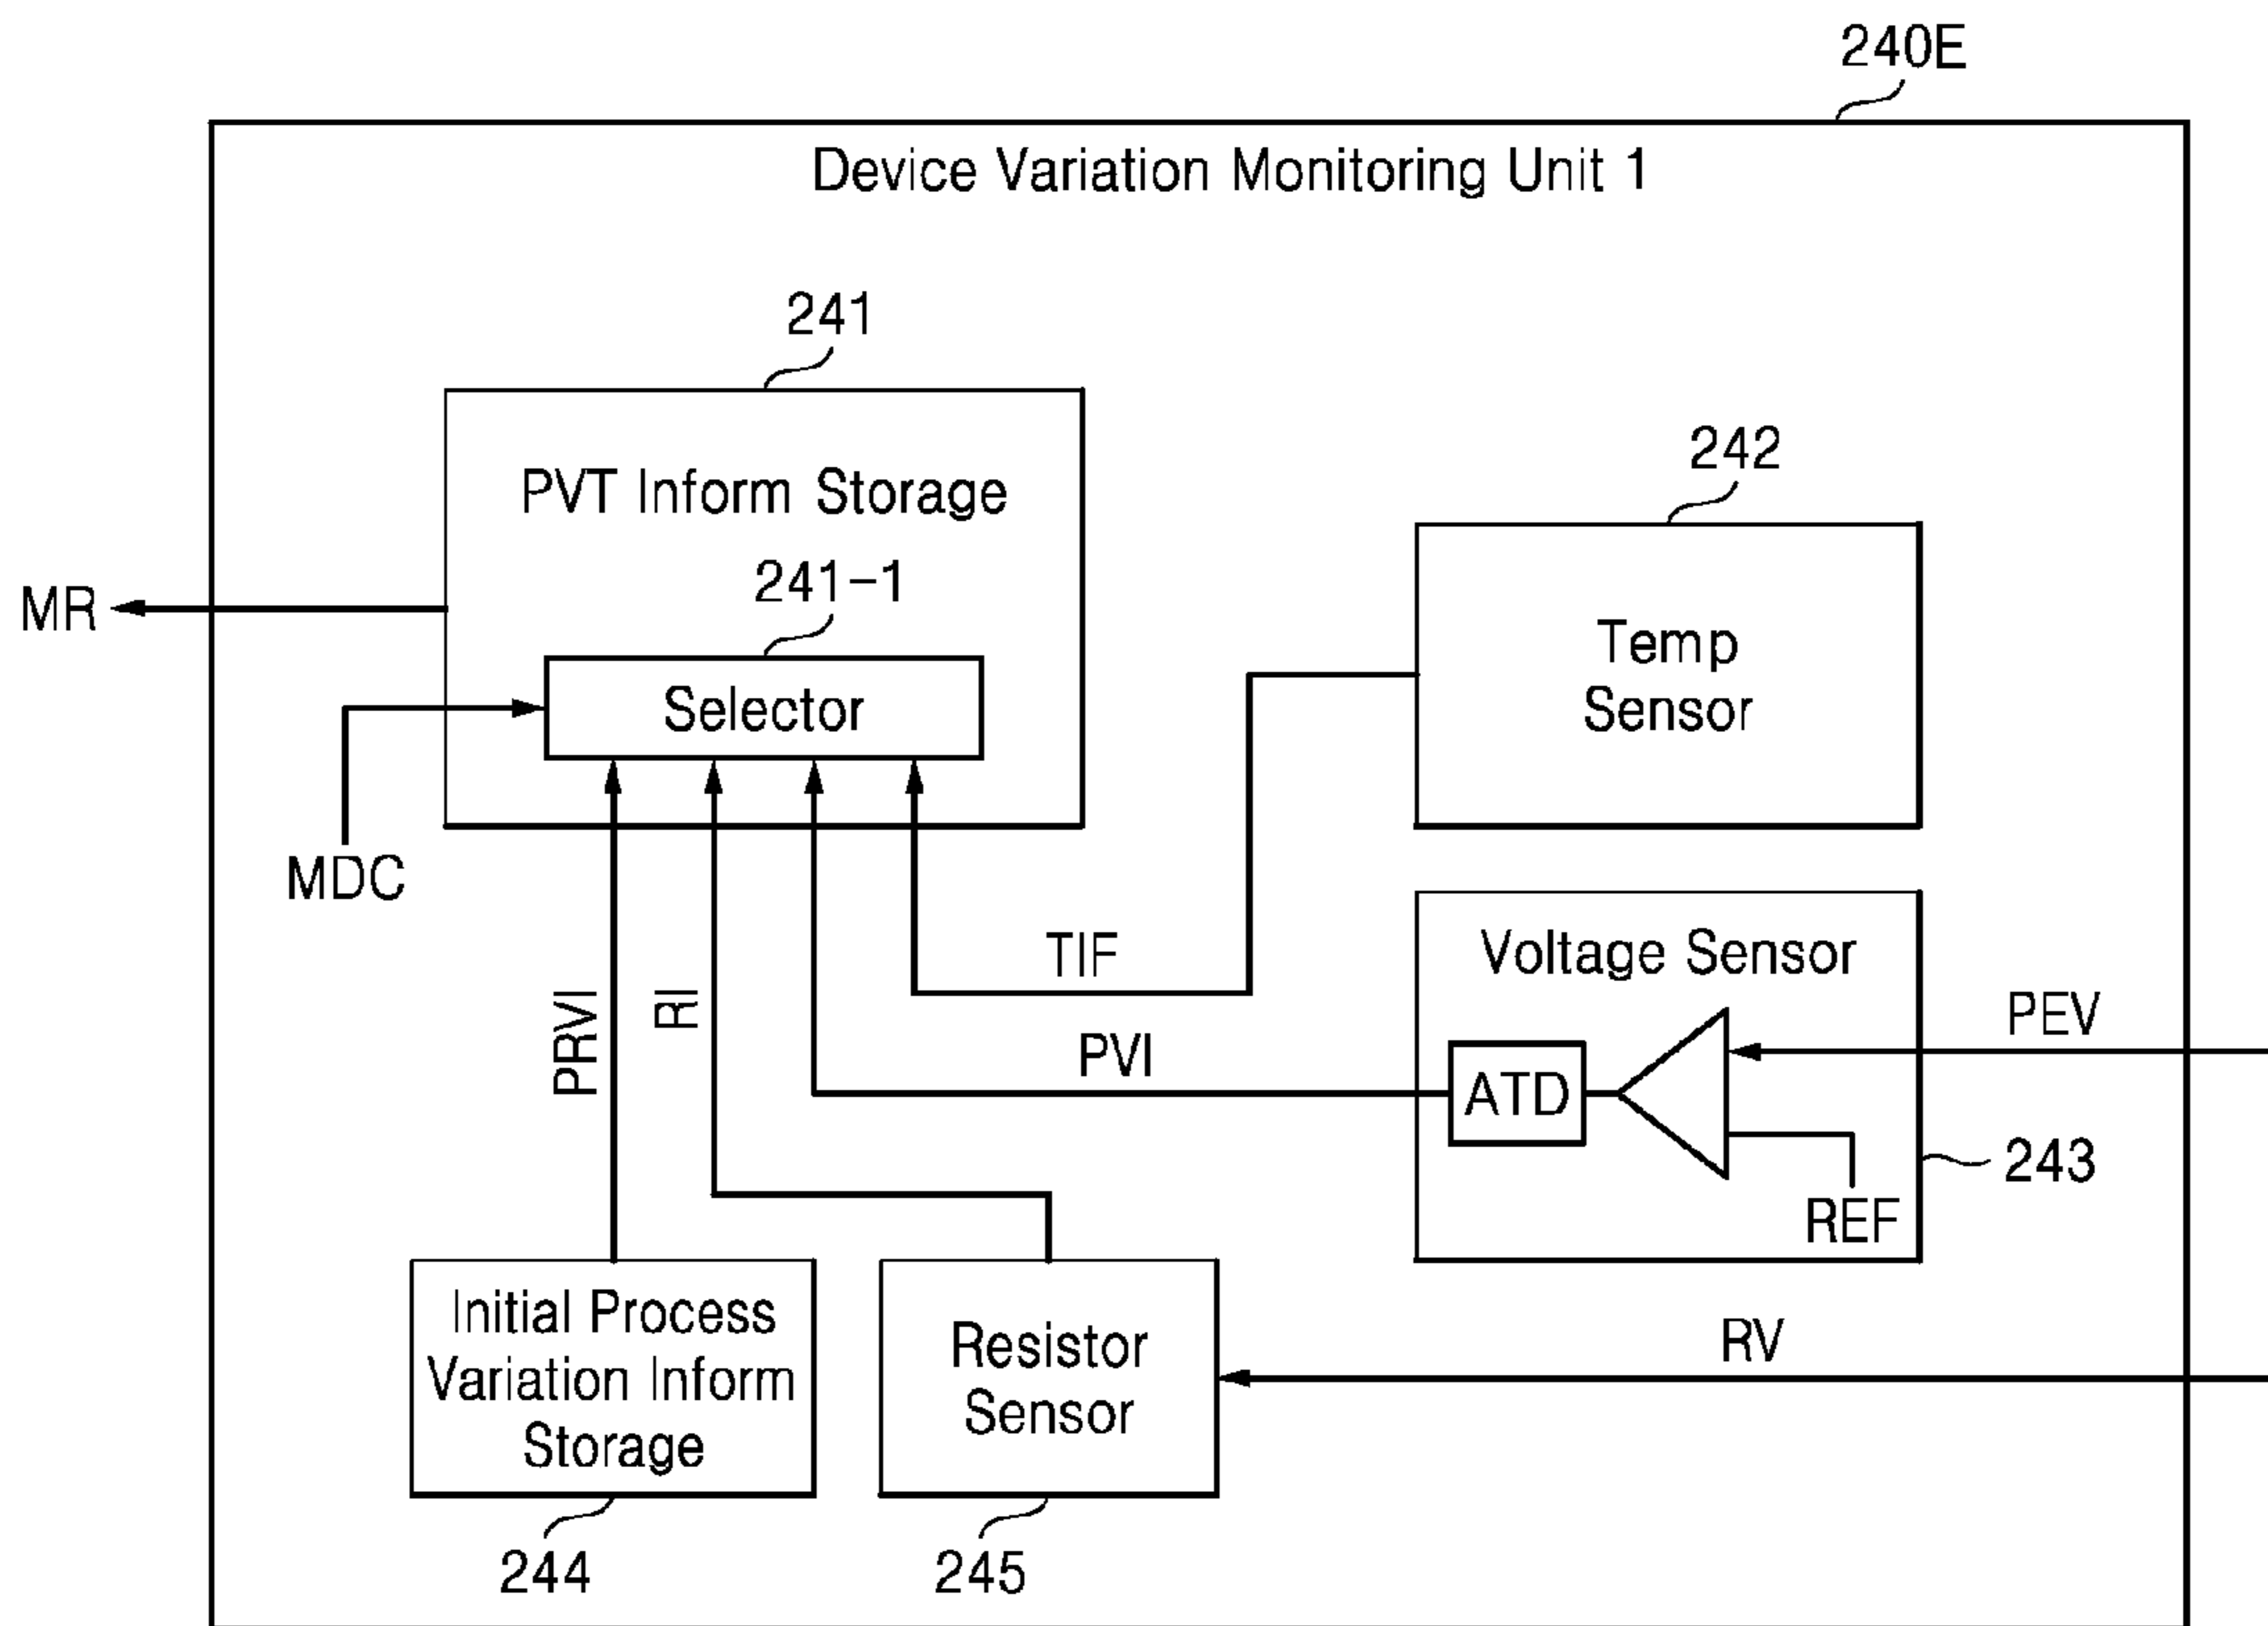 240E
Device Variation Monitoring Unit 1
241
PVT Inform Storage
241-1
Selector
MR
MDC
242
Temp
Sensor
TIF
Voltage Sensor
PEV
PVI
ATD
REF
243
PRVI
RI
Initial Process
Variation Inform
Storage
244
Resistor
Sensor
245
RV